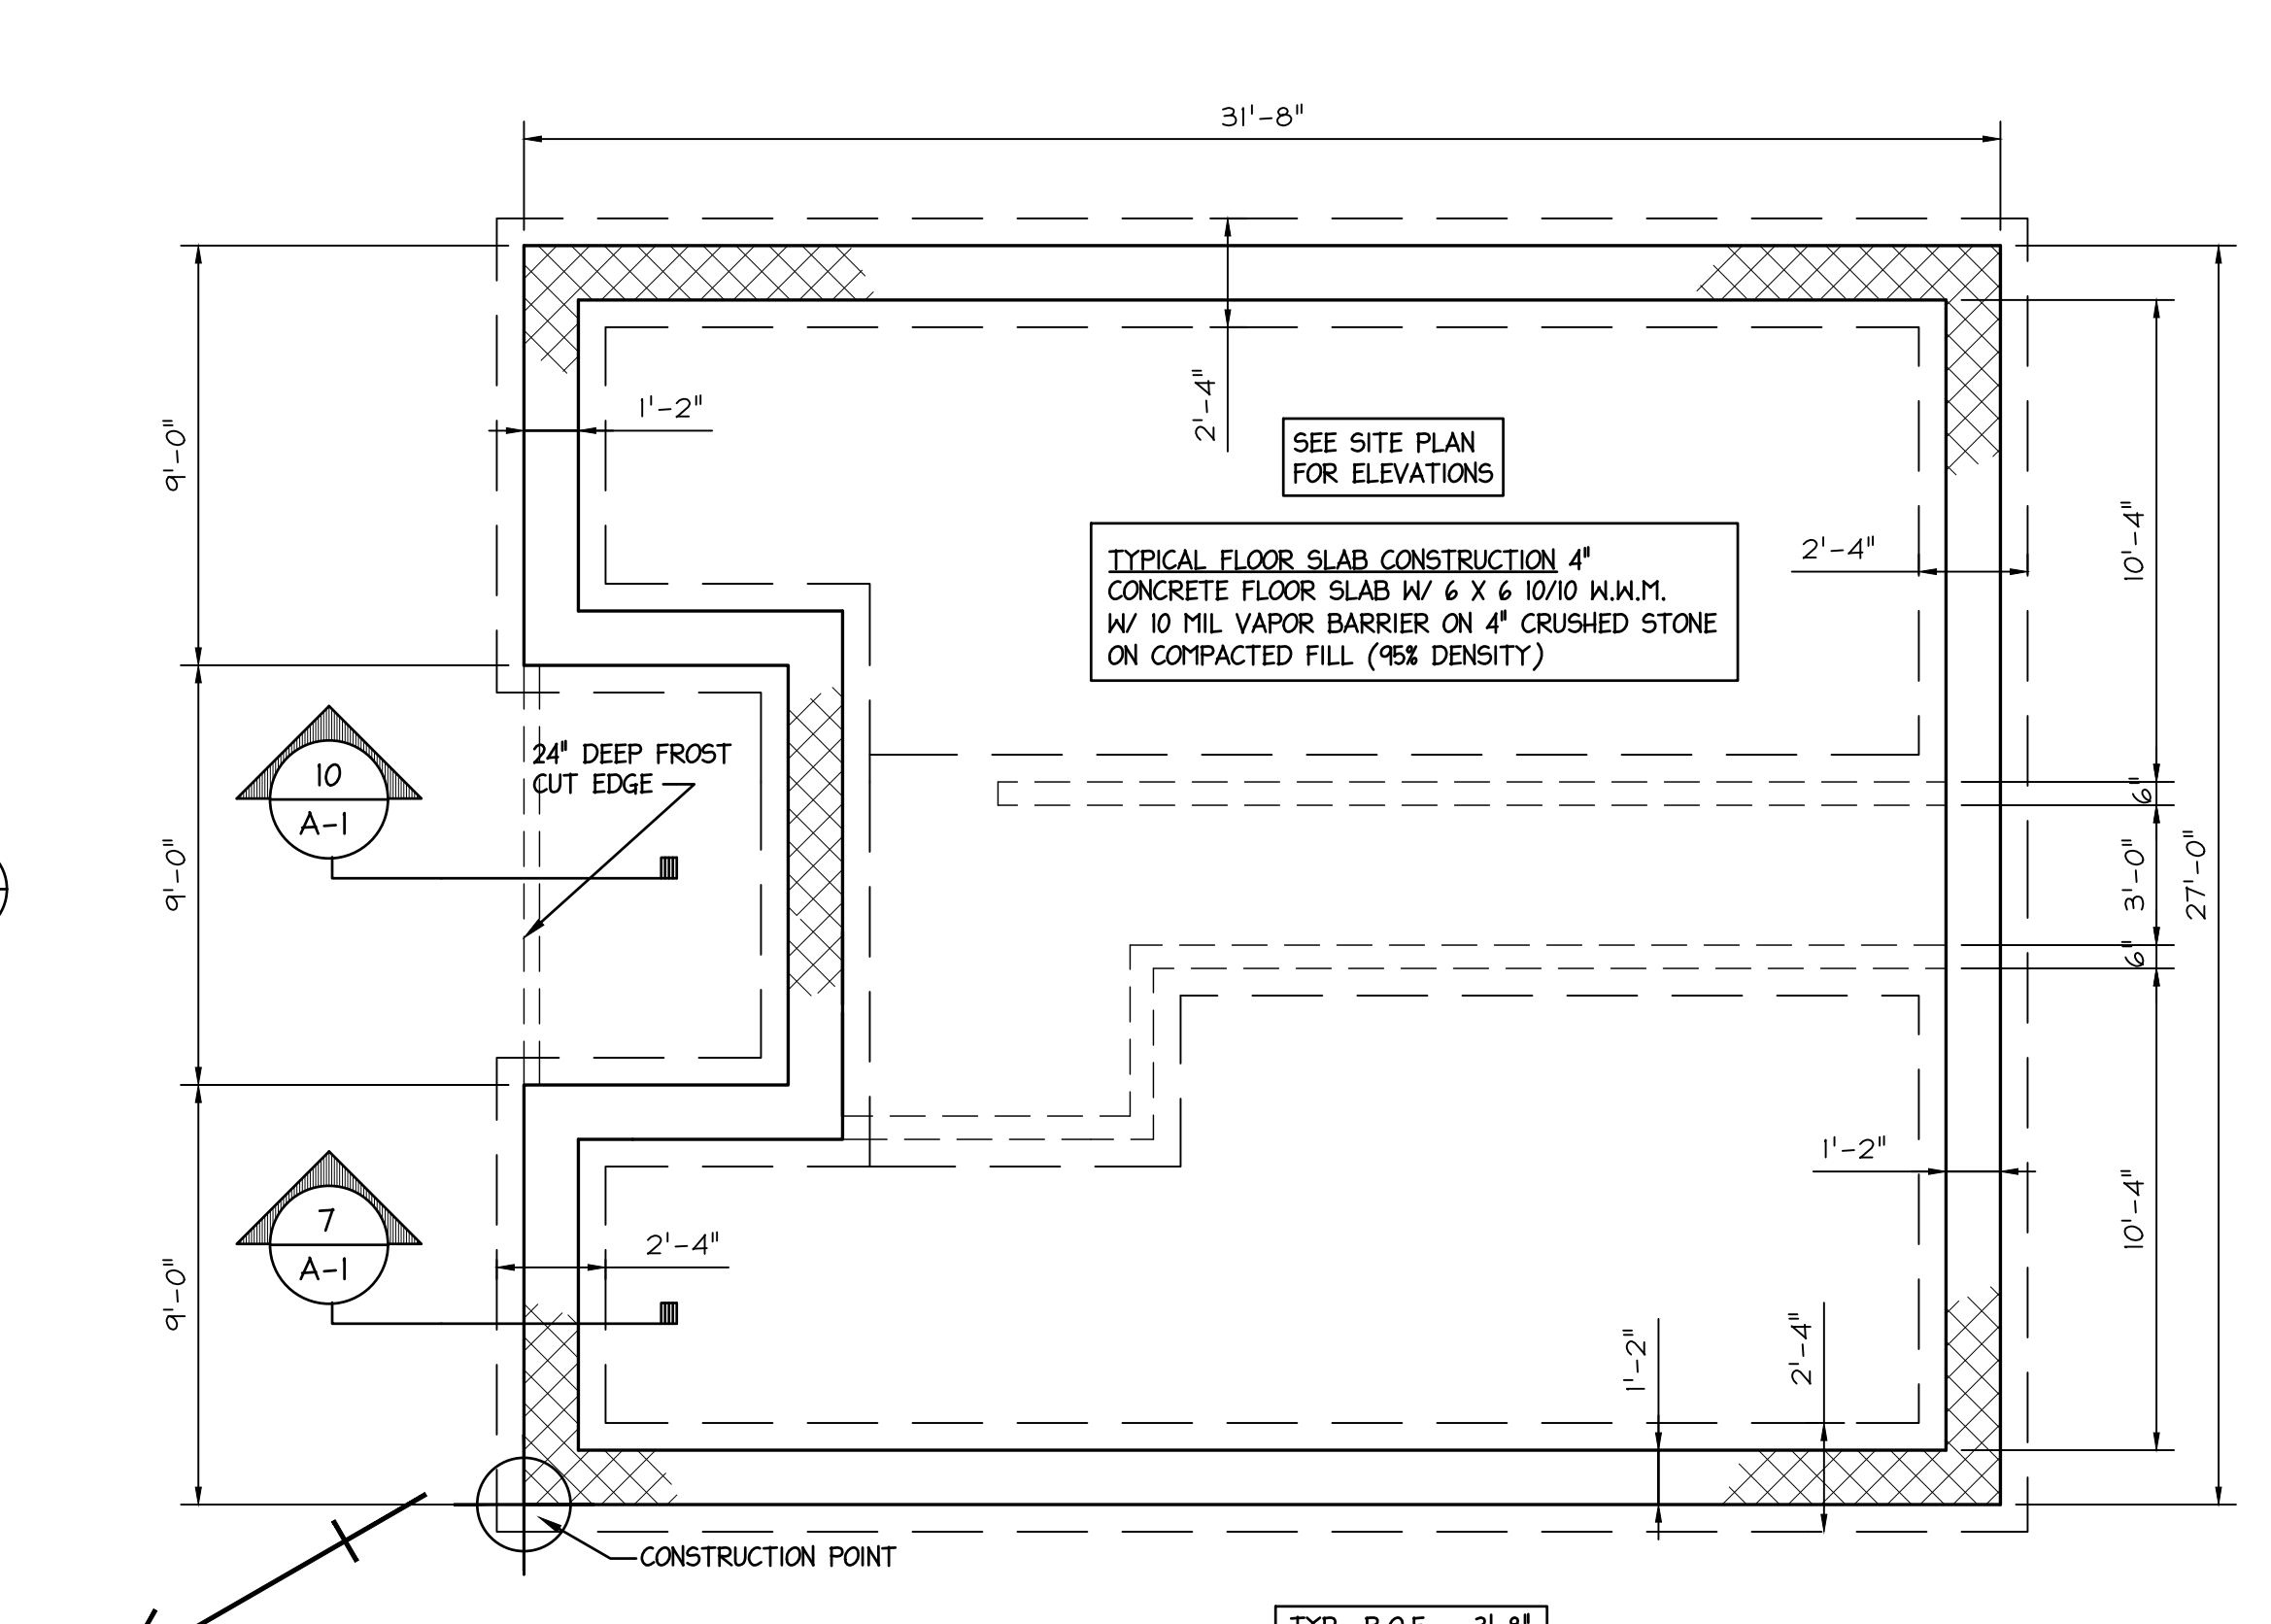 31'-8"
1'-2"
2'-4"
9'-0"
SEE SITE PLAN
FOR ELEVATIONS
TYPICAL FLOOR SLAB CONSTRUCTION 4"
CONCRETE FLOOR SLAB W/ 6 X 6 10/10 W.W.M.
W/ 10 MIL VAPOR BARRIER ON 4" CRUSHED STONE
ON COMPACTED FILL (95% DENSITY)
2'-4"
10'-4"
24" DEEP FROST
CUT EDGE
10
A-1
6"
9'-0"
3'-0"
27'-0"
6"
1'-2"
10'-4"
7
A-1
2'-4"
9'-0"
1'-2"
2'-4"
CONSTRUCTION POINT